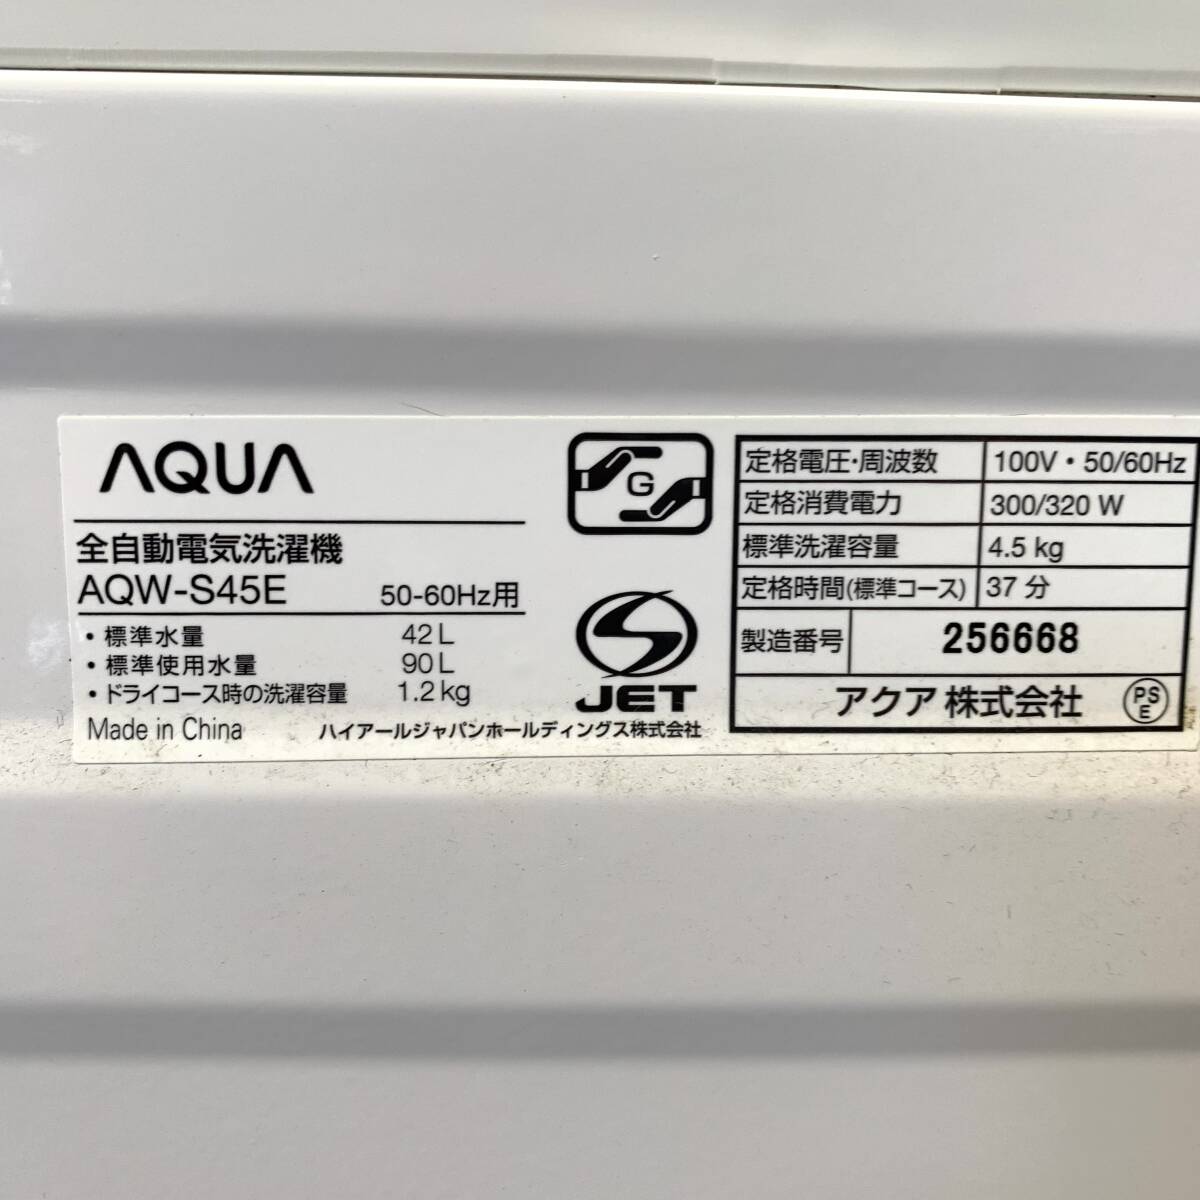 AQUA
全自動電気洗濯機
AQW-S45E 50-60Hz用
・標準水量 42L
・標準使用水量 90L
・ドライコース時の洗濯容量 1.2kg
Made in China ハイアールジャパンホールディングス株式会社
G
JET
定格電圧・周波数 100V・50/60Hz
定格消費電力 300/320 W
標準洗濯容量 4.5 kg
定格時間(標準コース) 37 分
製造番号 256668
アクア 株式会社 PSE